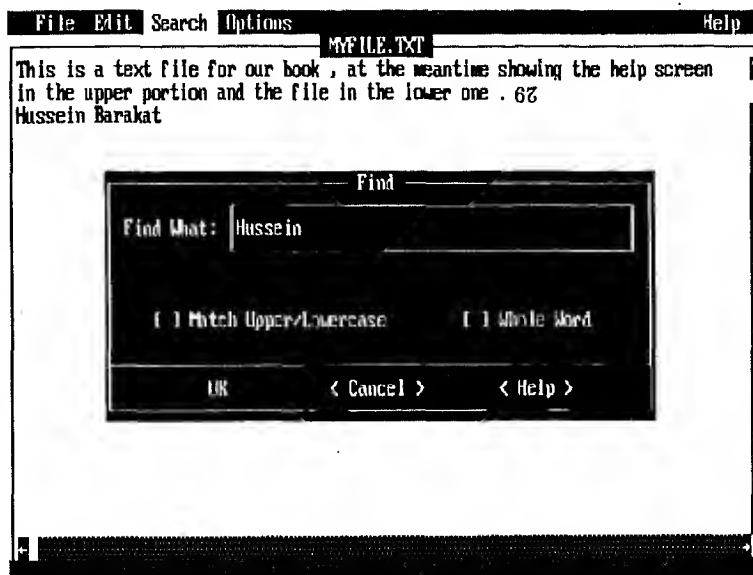 File Edit Search Options Help
MYFILE.TXT
This is a text file for our book , at the meantime showing the help screen
in the upper portion and the file in the lower one .
Hussein Barakat
Find
Find What: Hussein
[ ] Match Upper/Lowercase [ ] Whole Word
OK < Cancel > < Help >